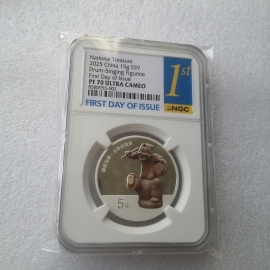 National Treasure
2025 China 15g S5Y
Drum-Singing Figurine
First Day of Issue
PF 70 ULTRA CAMEO
1st
NGC
FIRST DAY OF ISSUE
5元